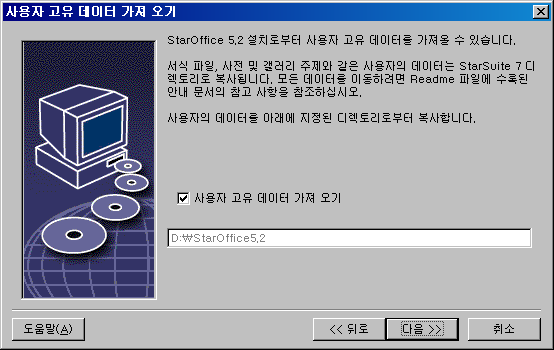 사용자 고유 데이터 가져 오기
StarOffice 5.2 설치로부터 사용자 고유 데이터를 가져올 수 있습니다.
서식 파일, 사전 및 갤러리 주제와 같은 사용자의 데이터는 StarSuite 7 디
렉토리로 복사됩니다. 모든 데이터를 이동하려면 Readme 파일에 수록된
안내 문서의 참고 사항을 참조하십시오.
사용자의 데이터를 아래에 지정된 디렉토리로부터 복사합니다.
사용자 고유 데이터 가져 오기
D:₩StarOffice5.2
도움말(A)
<< 뒤로
다음 >>
취소